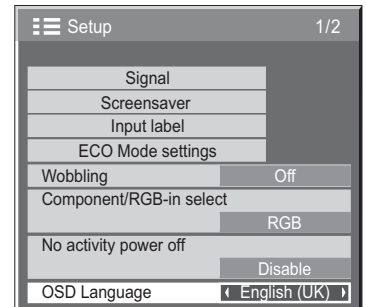 Setup 1/2
Signal
Screensaver
Input label
ECO Mode settings
Wobbling Off
Component/RGB-in select
RGB
No activity power off
Disable
OSD Language English (UK)